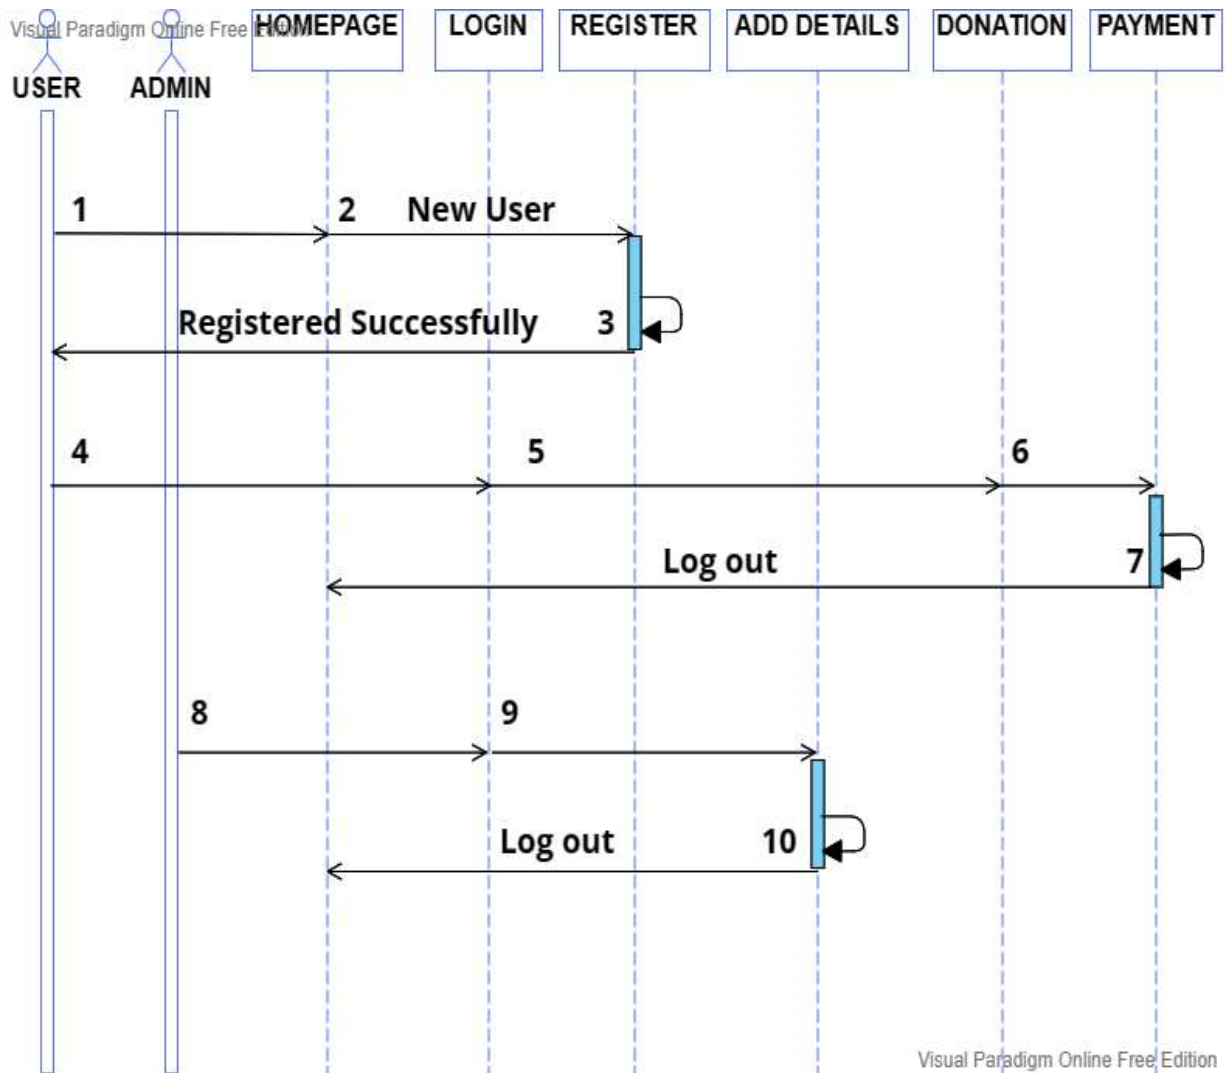 Visual Paradigm Online Free Edition
HOMEPAGE LOGIN REGISTER ADD DETAILS DONATION PAYMENT
USER ADMIN
1 2 New User
Registered Successfully 3
4 5 6
Log out 7
8 9
Log out 10
Visual Paradigm Online Free Edition